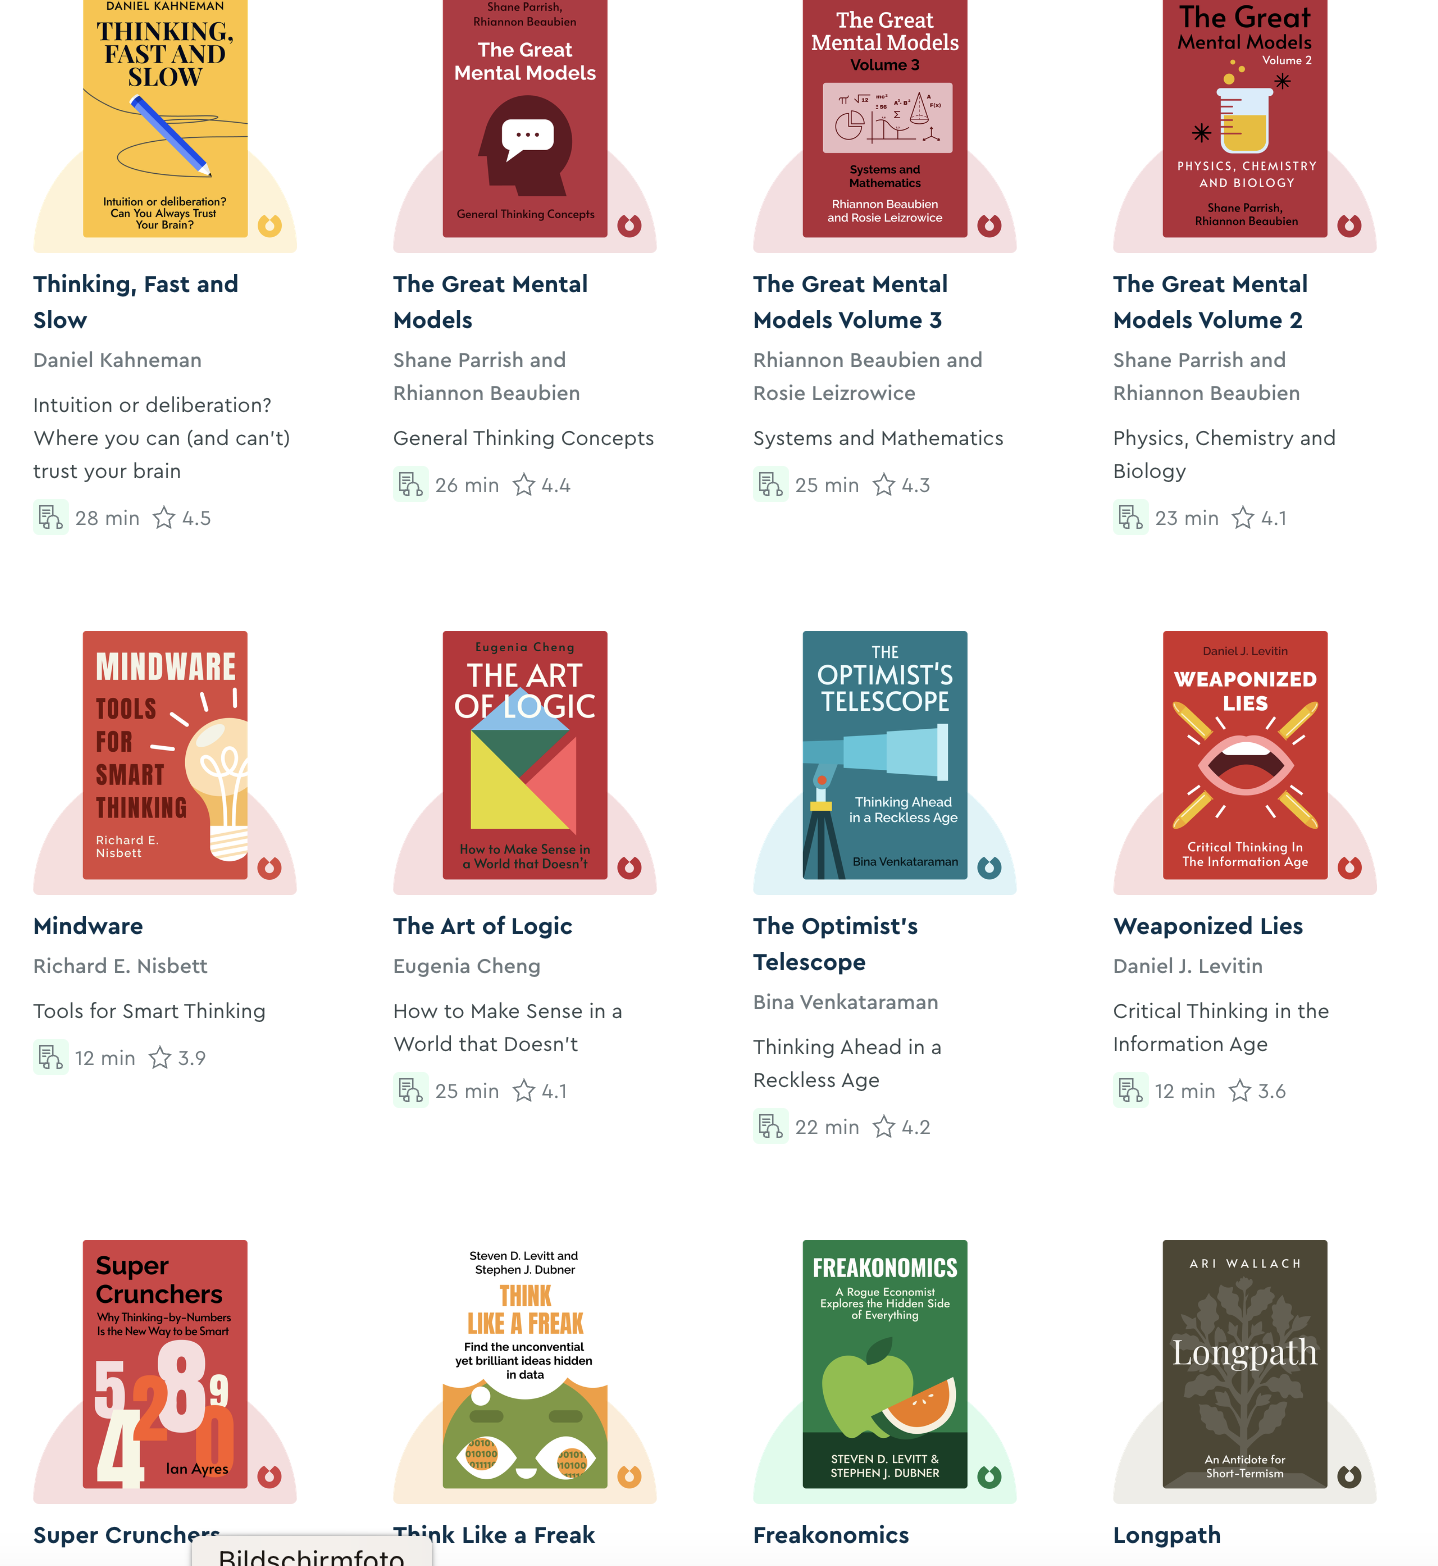 DANIEL KAHNEMAN
THINKING,
FAST AND
SLOW
Intuition or deliberation?
Can You Always Trust
Your Brain?
Thinking, Fast and
Slow
Daniel Kahneman
Intuition or deliberation?
Where you can (and can't)
trust your brain
28 min 4.5
Shane Parrish,
Rhiannon Beaubien
The Great
Mental Models
General Thinking Concepts
The Great Mental
Models
Shane Parrish and
Rhiannon Beaubien
General Thinking Concepts
26 min 4.4
The Great
Mental Models
Volume 3
Systems and
Mathematics
Rhiannon Beaubien
and Rosie Leizrowice
The Great Mental
Models Volume 3
Rhiannon Beaubien and
Rosie Leizrowice
Systems and Mathematics
25 min 4.3
The Great
Mental Models
Volume 2
PHYSICS, CHEMISTRY
AND BIOLOGY
Shane Parrish,
Rhiannon Beaubien
The Great Mental
Models Volume 2
Shane Parrish and
Rhiannon Beaubien
Physics, Chemistry and
Biology
23 min 4.1
MINDWARE
TOOLS
FOR
SMART
THINKING
Richard E.
Nisbett
Mindware
Richard E. Nisbett
Tools for Smart Thinking
12 min 3.9
Eugenia Cheng
THE ART
OF LOGIC
How to Make Sense in
a World that Doesn't
The Art of Logic
Eugenia Cheng
How to Make Sense in a
World that Doesn't
25 min 4.1
THE
OPTIMIST'S
TELESCOPE
Thinking Ahead
in a Reckless Age
Bina Venkataraman
The Optimist's
Telescope
Bina Venkataraman
Thinking Ahead in a
Reckless Age
22 min 4.2
Daniel J. Levitin
WEAPONIZED
LIES
Critical Thinking In
The Information Age
Weaponized Lies
Daniel J. Levitin
Critical Thinking in the
Information Age
12 min 3.6
Super
Crunchers
Why Thinking-by-Numbers
Is the New Way to be Smart
5 2 8 9
4 0
Ian Ayres
Super Crunchers
Steven D. Levitt and
Stephen J. Dubner
THINK
LIKE A FREAK
Find the unconventional
yet brilliant ideas hidden
in data
Think Like a Freak
FREAKONOMICS
A Rogue Economist
Explores the Hidden Side
of Everything
STEVEN D. LEVITT &
STEPHEN J. DUBNER
Freakonomics
ARI WALLACH
Longpath
An Antidote for
Short-Termism
Longpath
Bildschirmfoto